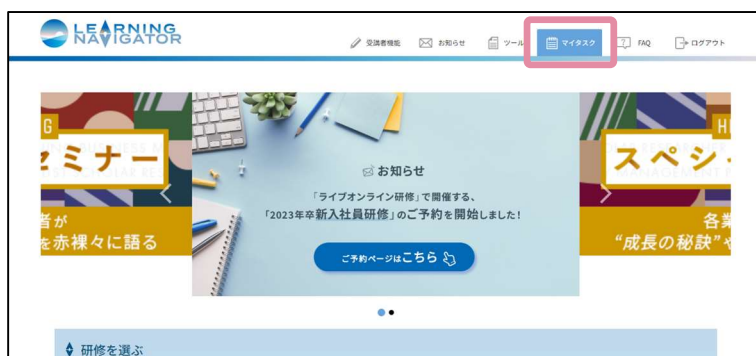 LEARNING
NAVIGATOR
受講者機能
お知らせ
ツール
マイタスク
FAQ
ログアウト
セミナー
者が
を赤裸々に語る
お知らせ
「ライブオンライン研修」で開催する、
「2023年卒新入社員研修」のご予約を開始しました!
ご予約ページはこちら
スペシ
各業
“成長の秘訣”や
研修を選ぶ